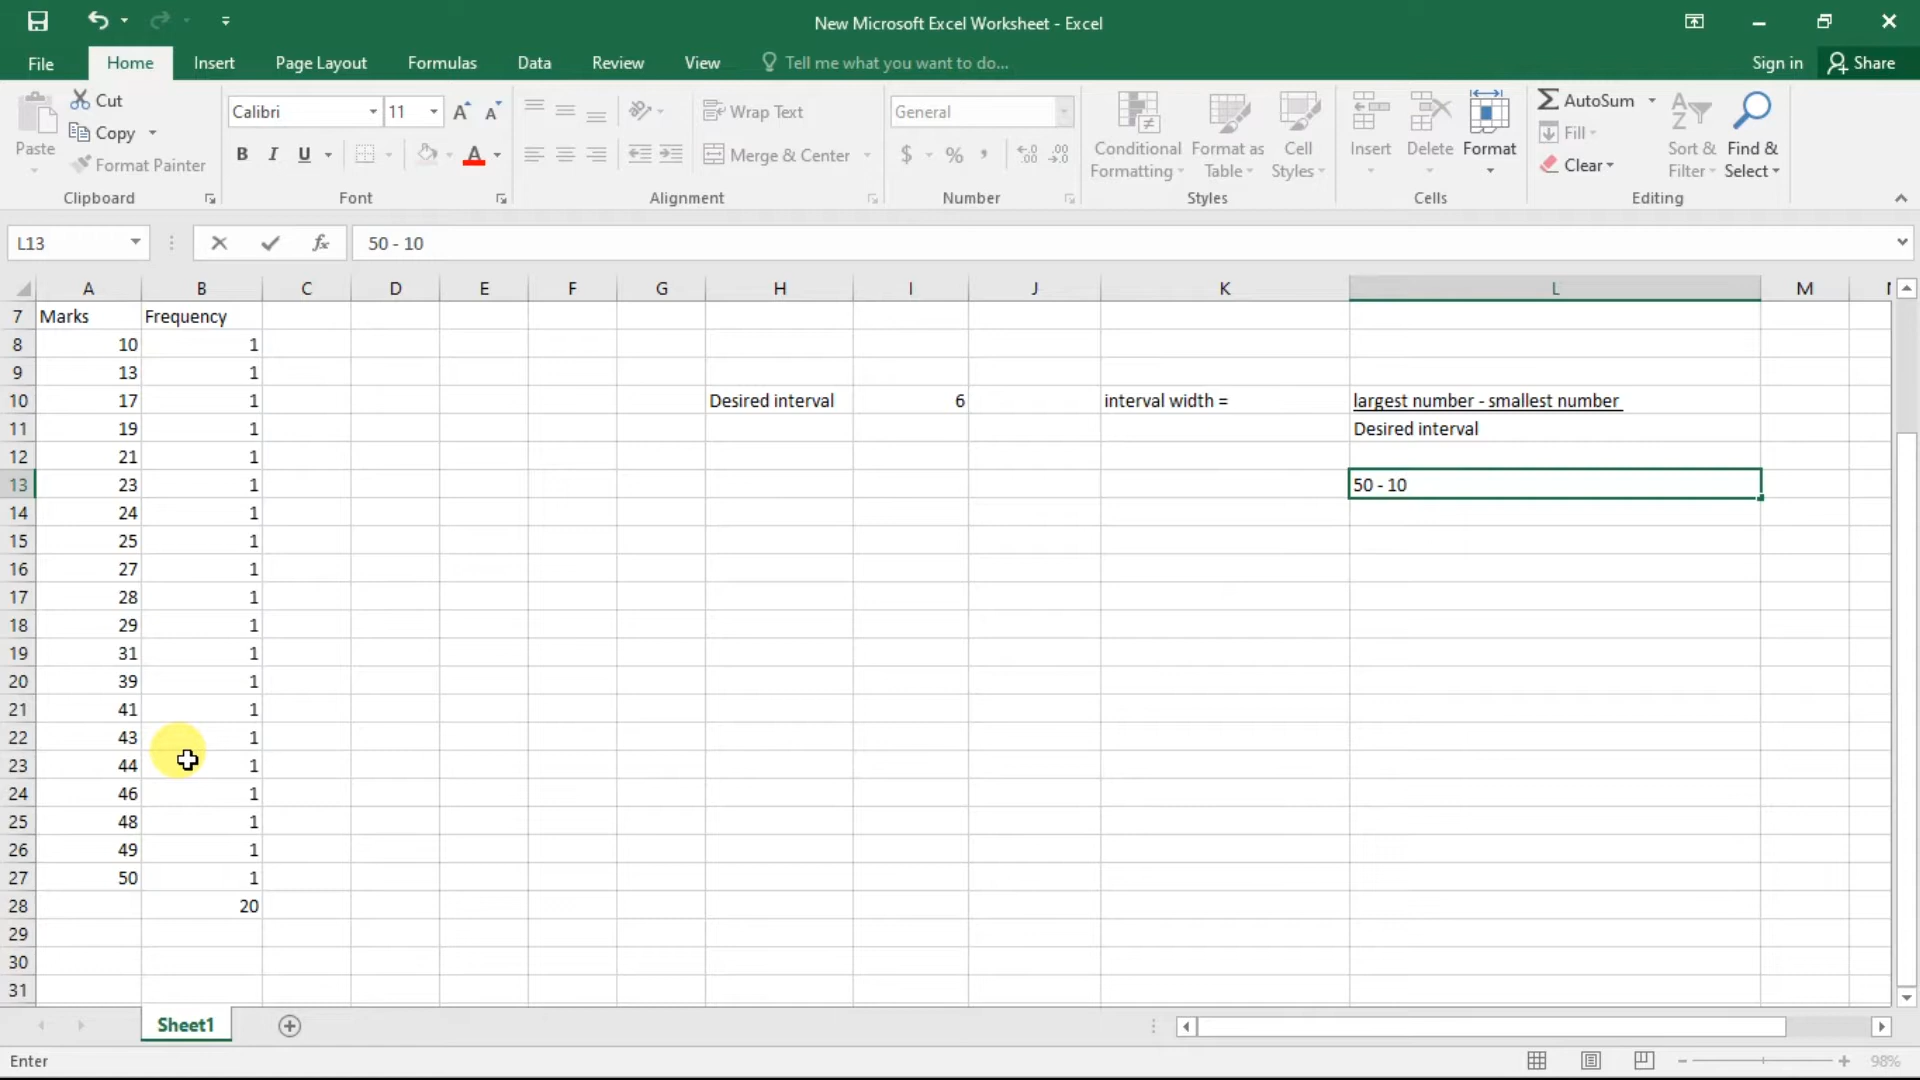 New Microsoft Excel Worksheet - Excel
File Home Insert Page Layout Formulas Data Review View Tell me what you want to do... Sign in Share
Paste Cut Copy Format Painter
Clipboard
Calibri 11 A A
B I U A
Font
Wrap Text
Merge & Center
Alignment
General
$ % ,
Number
Conditional Formatting
Format as Table
Cell Styles
Styles
Insert Delete Format
Cells
AutoSum
Fill
Clear
Sort & Filter
Find & Select
Editing
L13 fx 50 - 10
A B C D E F G H I J K L M
7 Marks Frequency
8 10 1
9 13 1
10 17 1 Desired interval 6 interval width = largest number - smallest number
11 19 1 Desired interval
12 21 1
13 23 1 50 - 10
14 24 1
15 25 1
16 27 1
17 28 1
18 29 1
19 31 1
20 39 1
21 41 1
22 43 1
23 44 1
24 46 1
25 48 1
26 49 1
27 50 1
28 20
29
30
31
Sheet1
Enter 98%